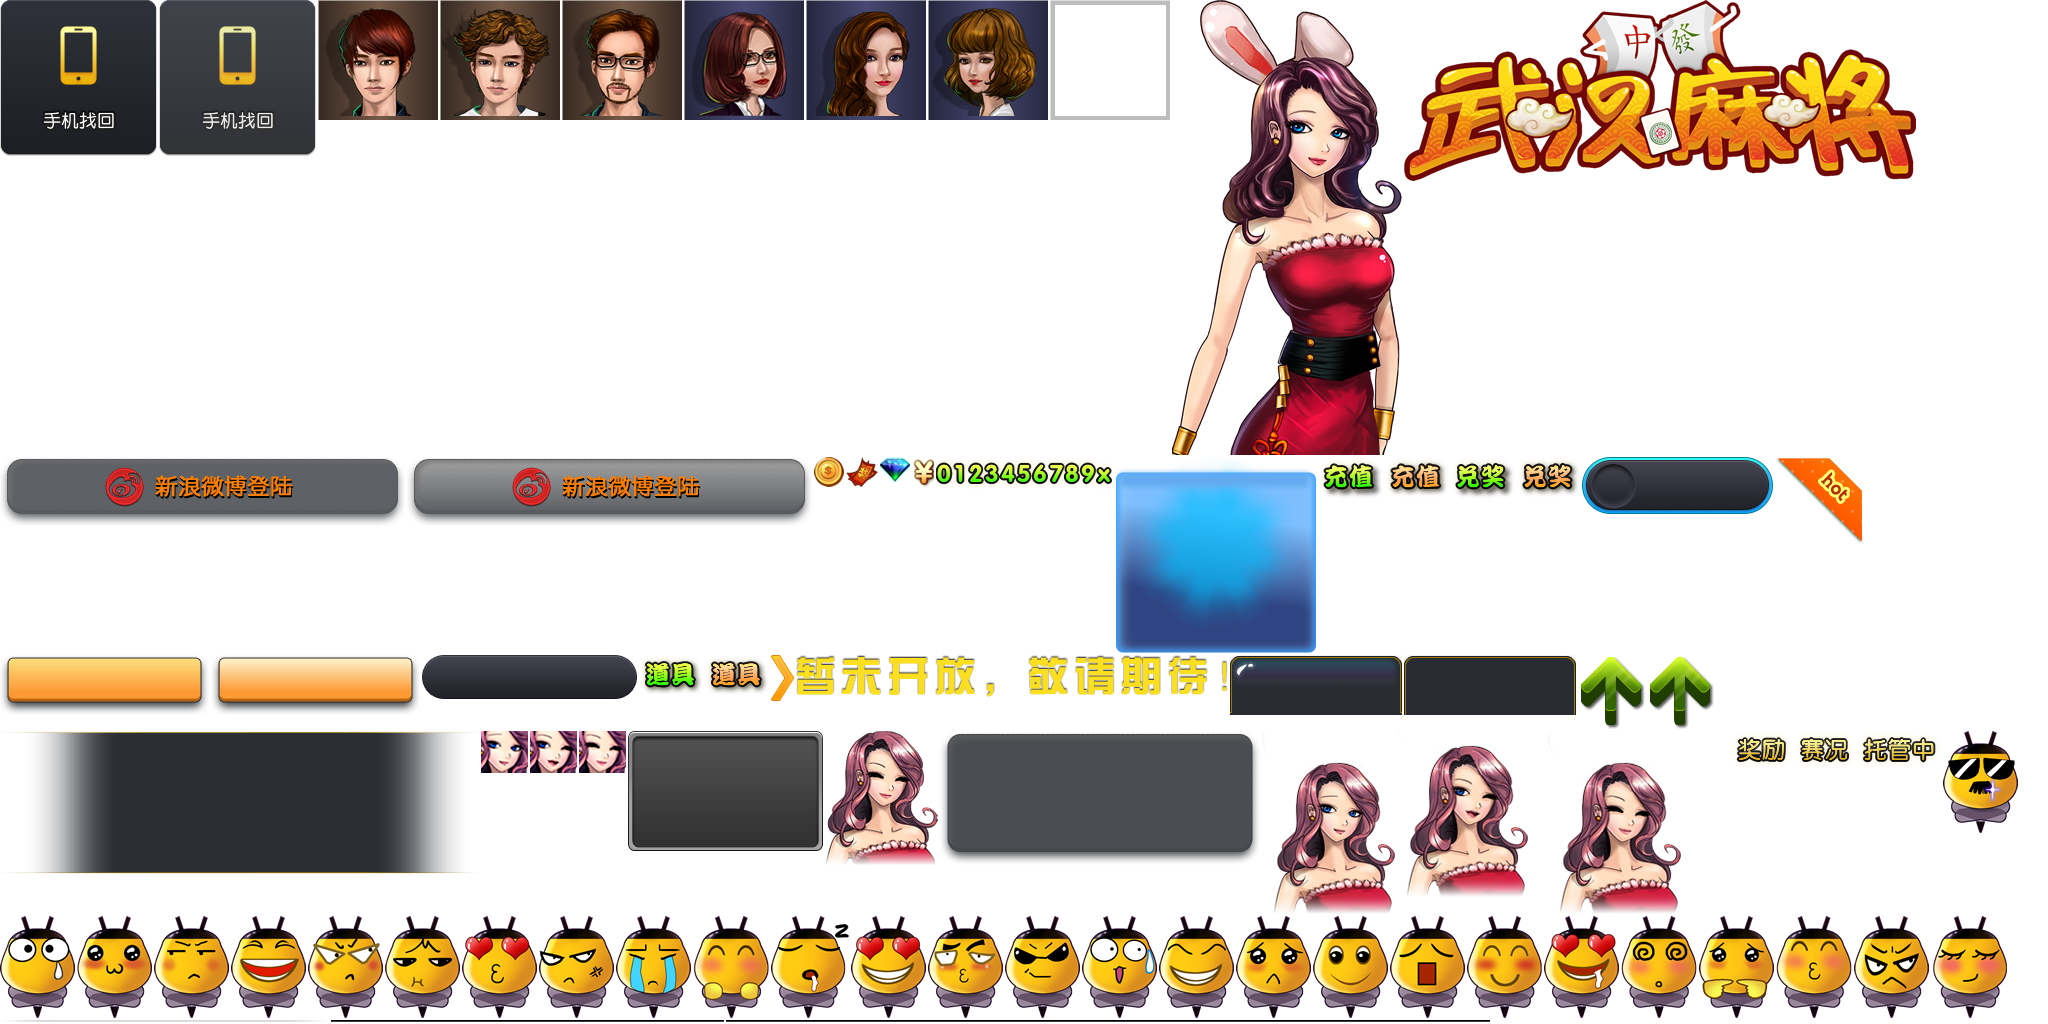 手机找回
手机找回
中 發
武汉麻将
新浪微博登陆
新浪微博登陆
奖
¥0123456789x
充值
充值
兑奖
兑奖
hot
道具
道具
暂未开放，敬请期待！
奖励
赛况
托管中
z